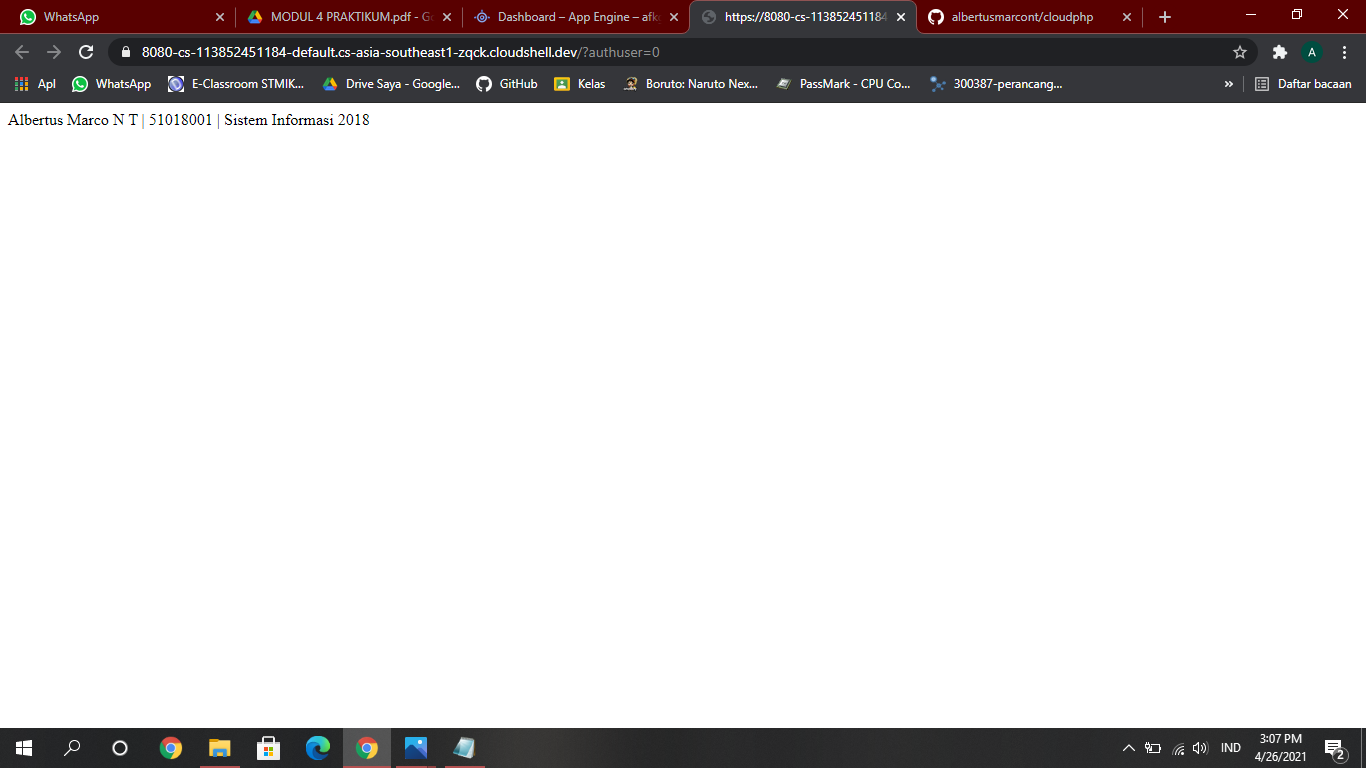 WhatsApp
MODUL 4 PRAKTIKUM.pdf - Go
Dashboard – App Engine – afk
https://8080-cs-113852451184
albertusmarcont/cloudphp
8080-cs-113852451184-default.cs-asia-southeast1-zqck.cloudshell.dev/?authuser=0
A
Apl
WhatsApp
E-Classroom STMIK...
Drive Saya - Google...
GitHub
Kelas
Boruto: Naruto Nex...
PassMark - CPU Co...
300387-perancang...
»
Daftar bacaan
Albertus Marco N T | 51018001 | Sistem Informasi 2018
IND
3:07 PM
4/26/2021
2